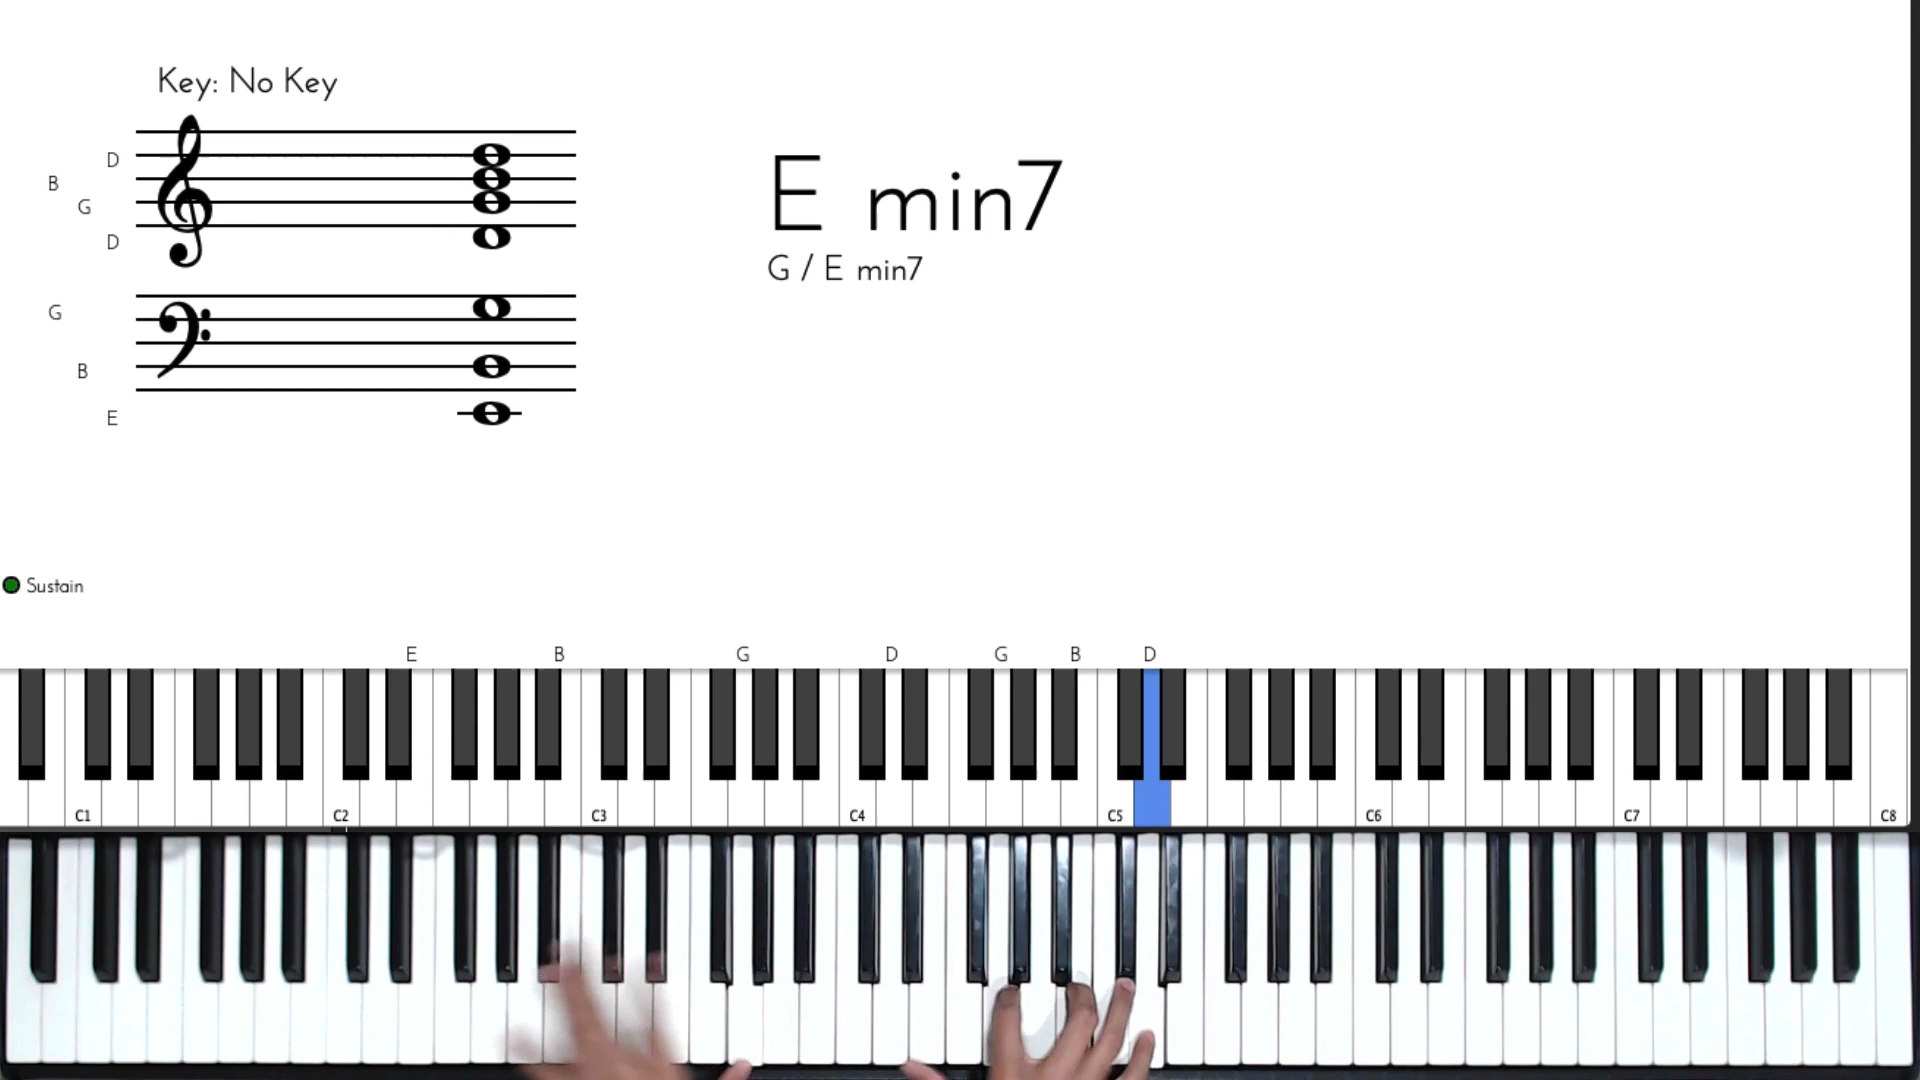 Key: No Key
D
B
G
D
G
B
E
E min7
G / E min7
Sustain
E B G D G B D
C1 C2 C3 C4 C5 C6 C7 C8